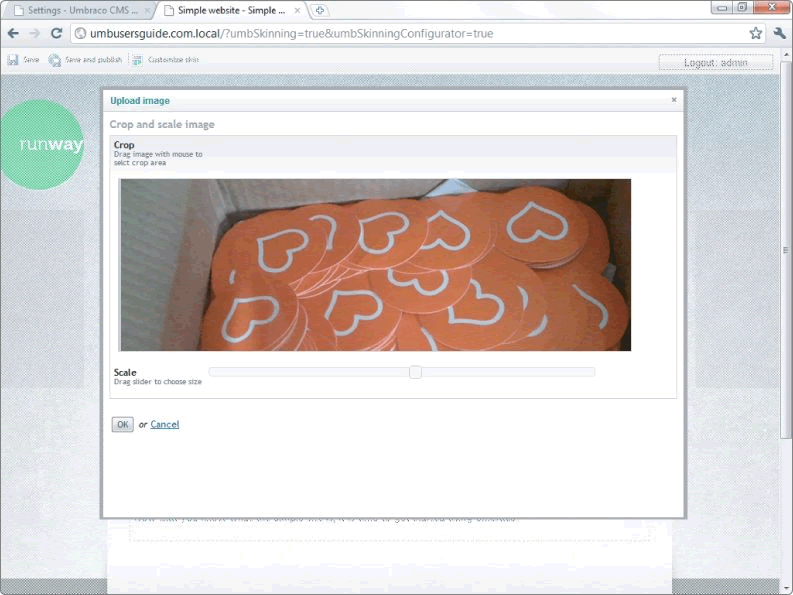 Settings - Umbraco CMS ...
Simple website - Simple ...
umbusersguide.com.local/?umbSkinning=true&umbSkinningConfigurator=true
Save
Save and publish
Customize skin
Logout: admin
runway
Upload image
Crop and scale image
Crop
Drag image with mouse to
selct crop area
Scale
Drag slider to choose size
OK or Cancel